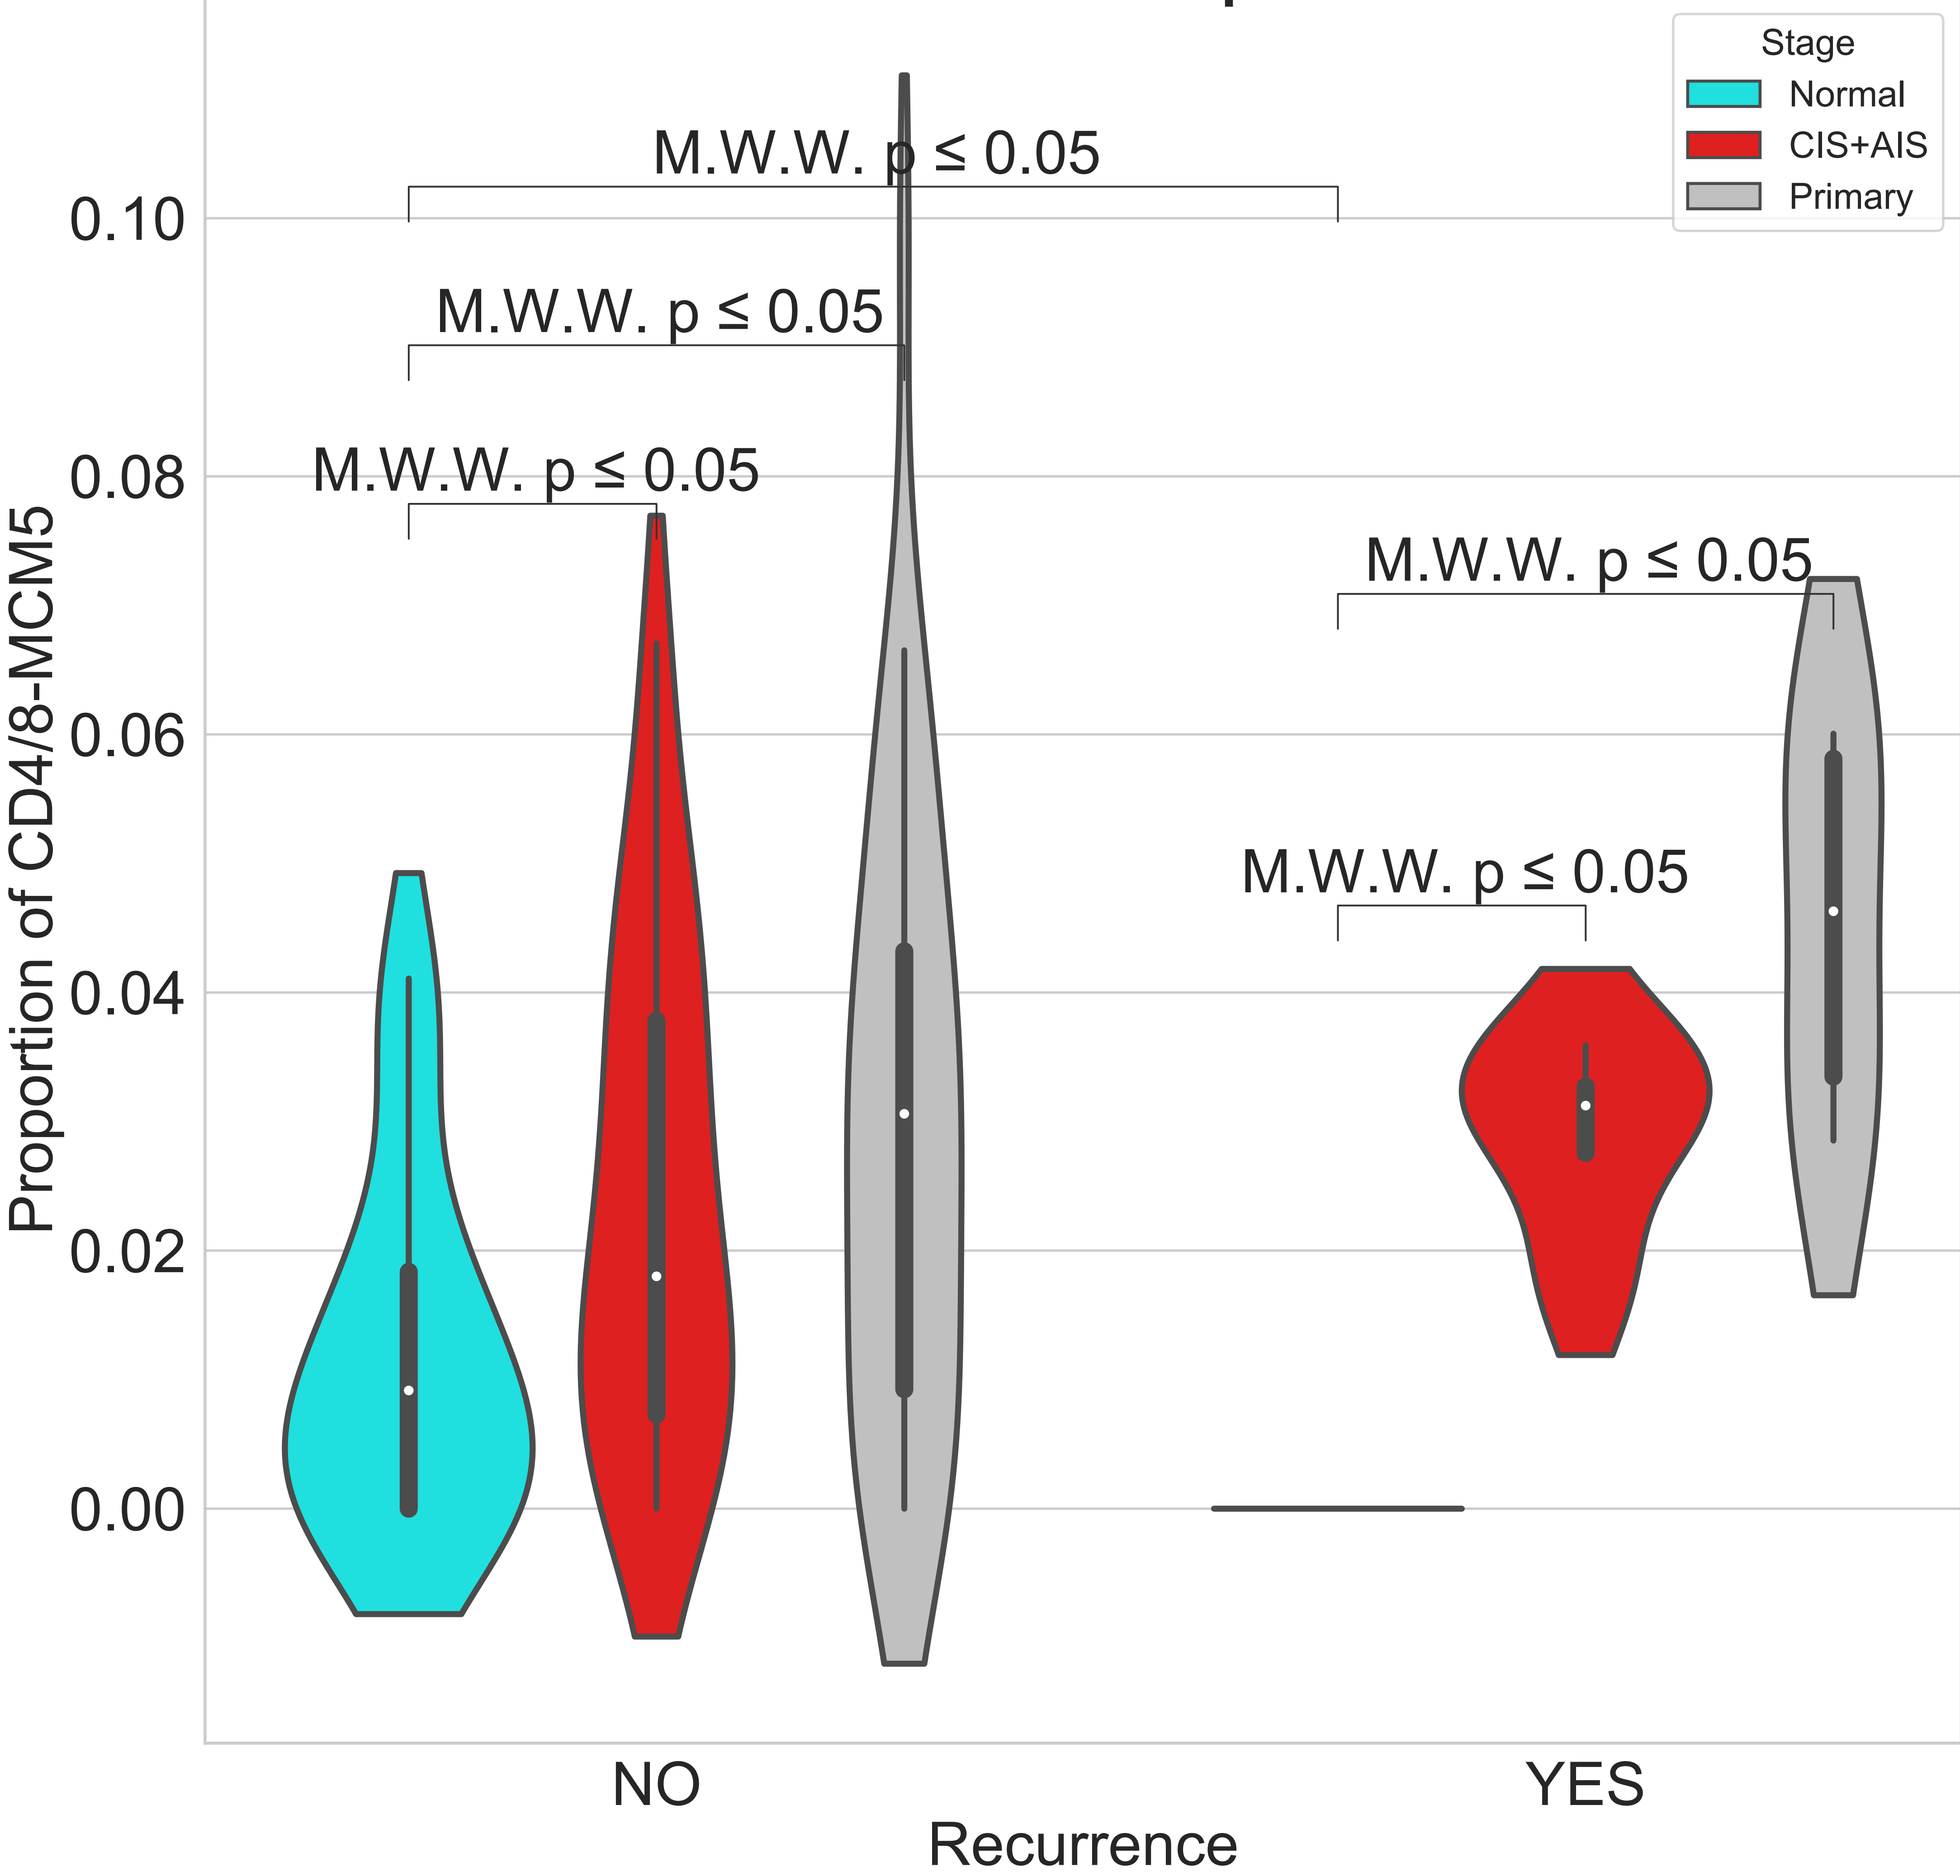 Stage
Normal
CIS+AIS
Primary
M.W.W. p ≤ 0.05
M.W.W. p ≤ 0.05
M.W.W. p ≤ 0.05
M.W.W. p ≤ 0.05
M.W.W. p ≤ 0.05
0.10
0.08
0.06
0.04
0.02
0.00
Proportion of CD4/8-MCM5
NO
YES
Recurrence